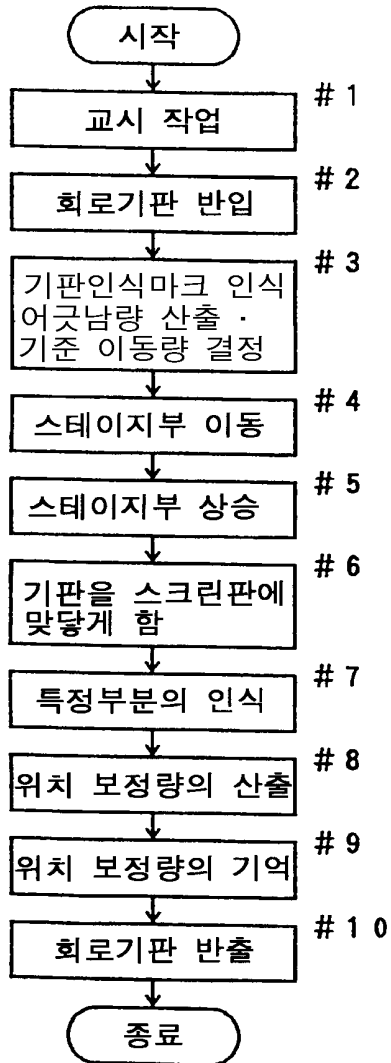 시작
# 1
교시 작업
# 2
회로기판 반입
# 3
기판인식마크 인식
어긋남량 산출 ·
기준 이동량 결정
# 4
스테이지부 이동
# 5
스테이지부 상승
# 6
기판을 스크린판에
맞닿게 함
# 7
특정부분의 인식
# 8
위치 보정량의 산출
# 9
위치 보정량의 기억
# 1 0
회로기판 반출
종료